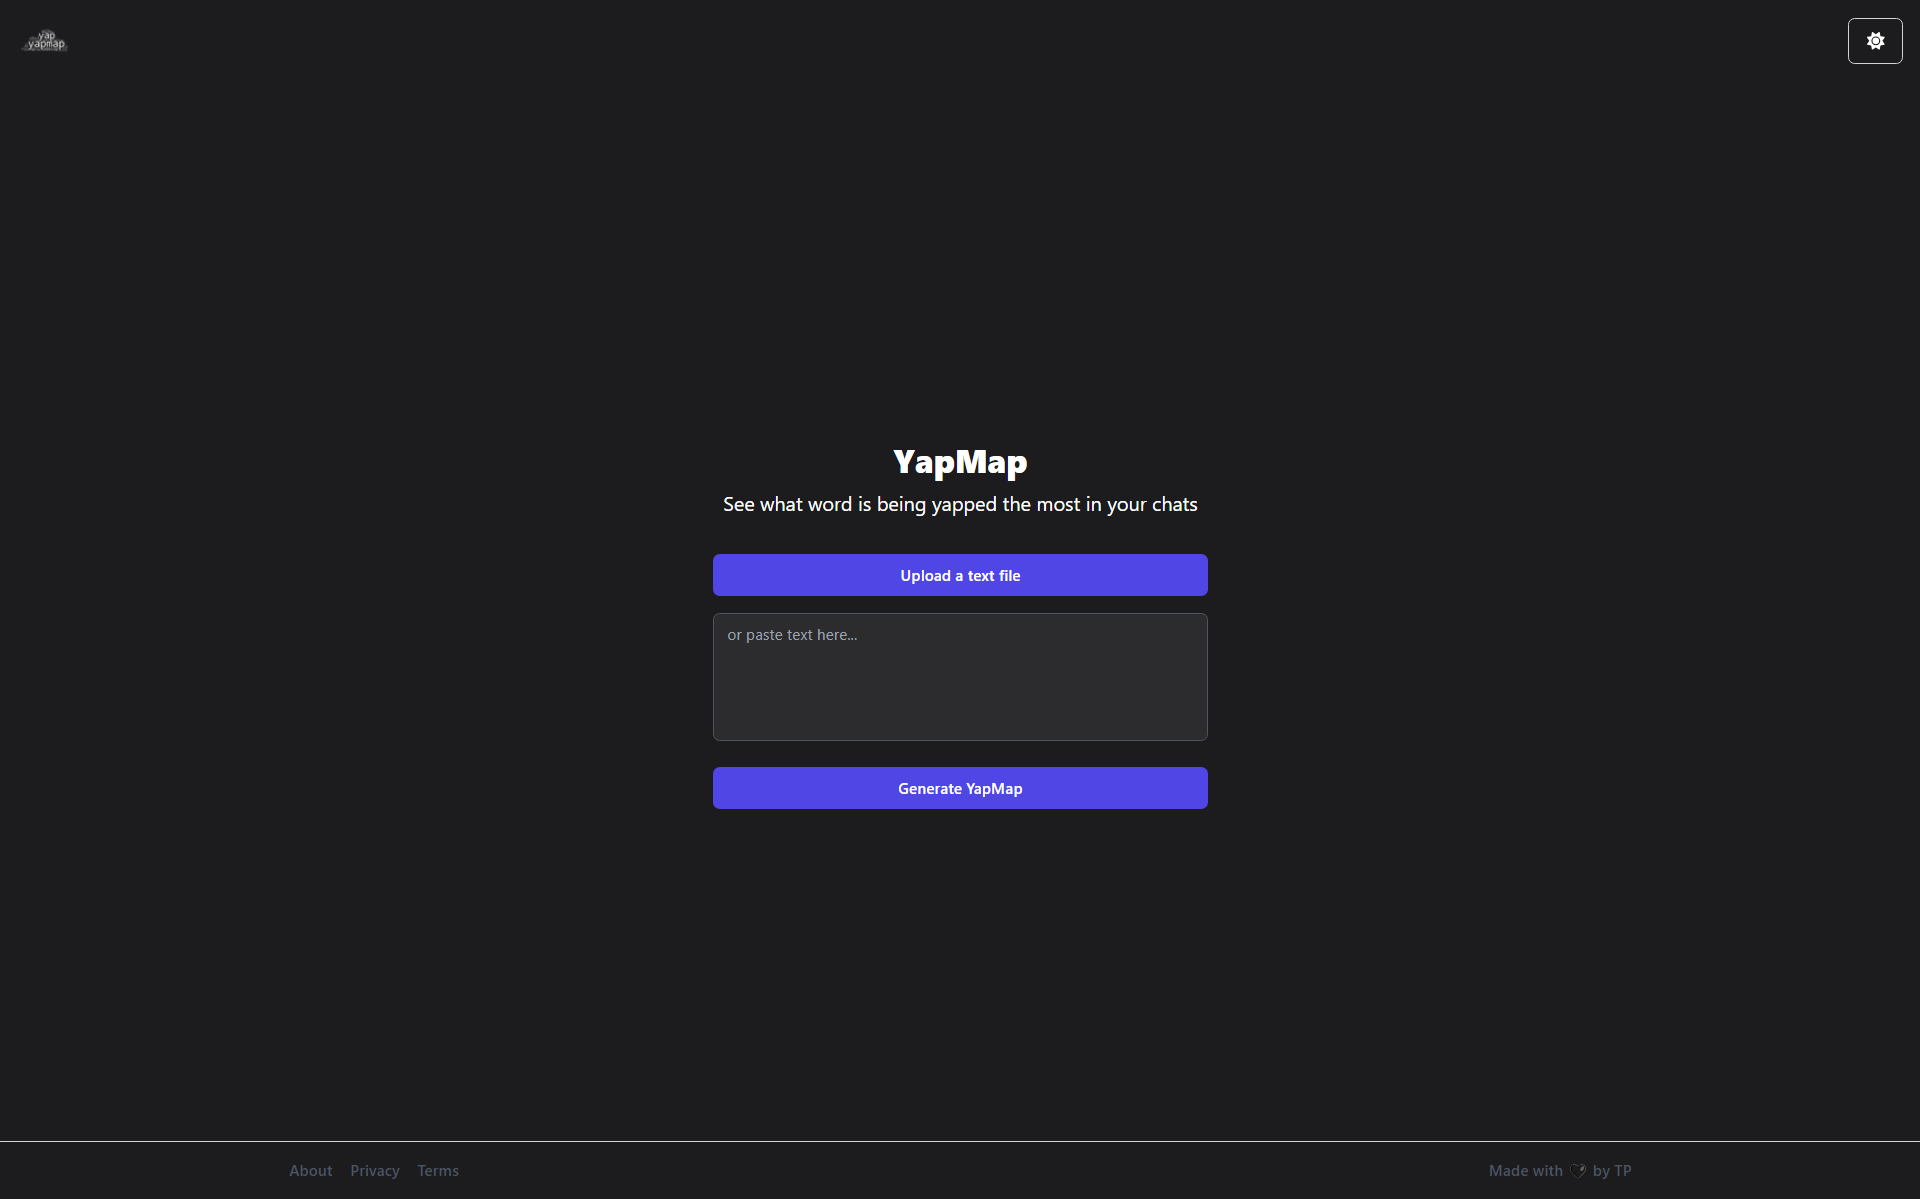 yap
yapmap
YapMap
See what word is being yapped the most in your chats
Upload a text file
or paste text here...
Generate YapMap
About Privacy Terms
Made with 🖤 by TP